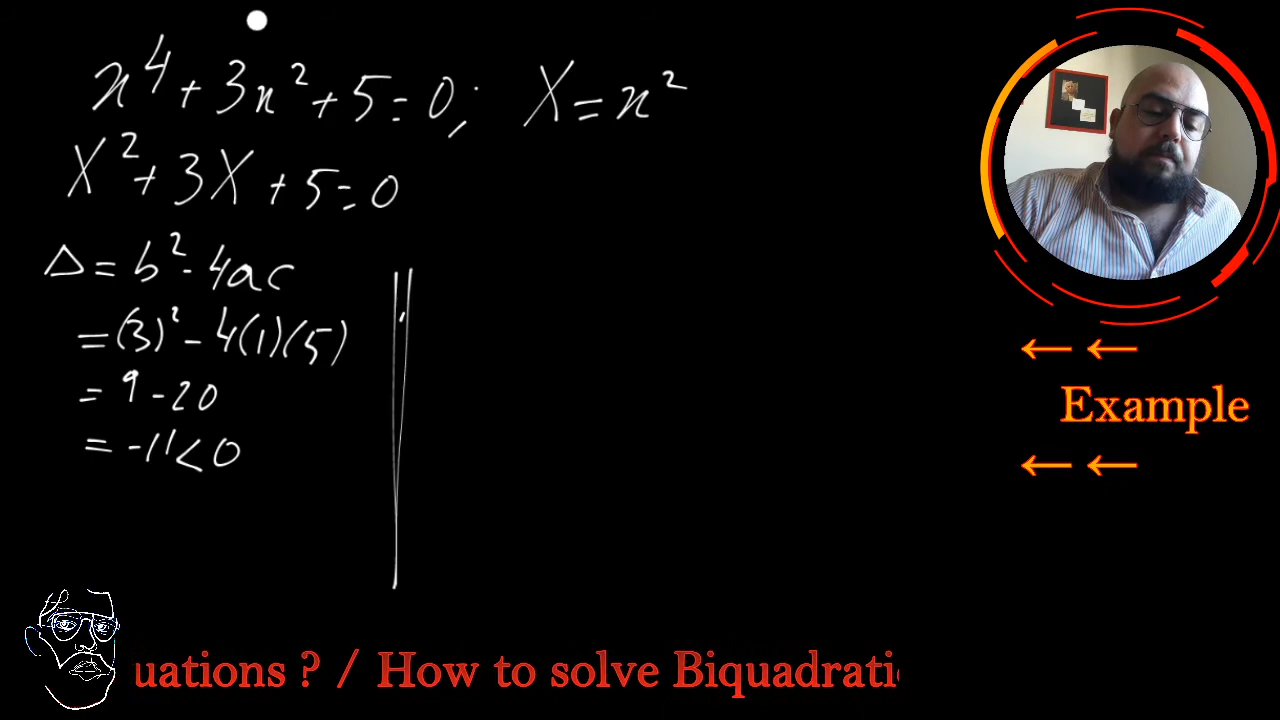 x⁴ + 3x² + 5 = 0; X = x²
X² + 3X + 5 = 0
Δ = b² - 4ac
= (3)² - 4(1)(5)
= 9 - 20
= -11 < 0
← ←
Example
← ←
uations ? / How to solve Biquadrati